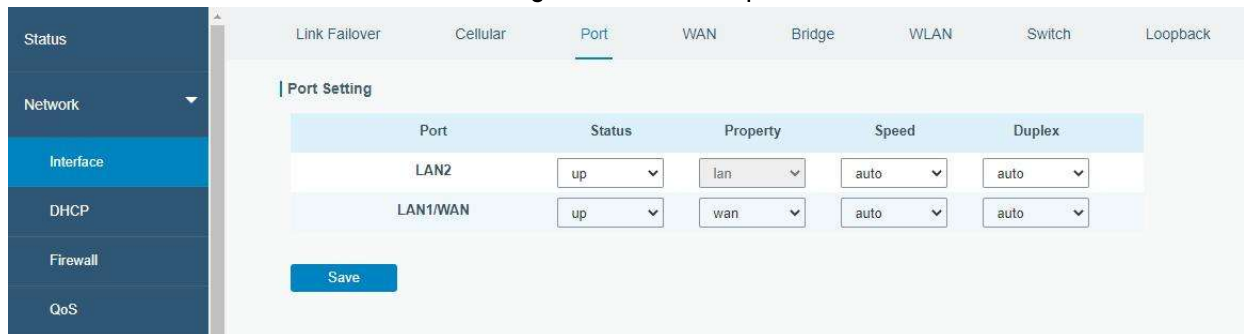 Status
Network
Interface
DHCP
Firewall
QoS
Link Failover Cellular Port WAN Bridge WLAN Switch Loopback
Port Setting
Port Status Property Speed Duplex
LAN2 up lan auto auto
LAN1/WAN up wan auto auto
Save